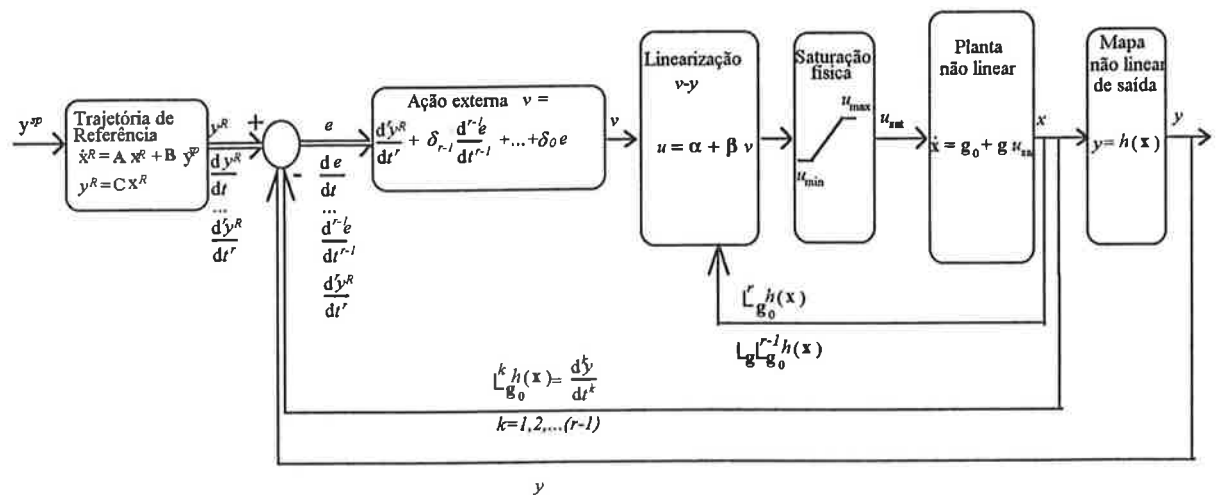 y^sp
Trajetória de
Referência
ẋ^R = A x^R + B y^sp
y^R = C x^R
y^R
dy^R/dt
...
d^r y^R/dt^r
+
-
e
de/dt
...
d^{r-1}e/dt^{r-1}
d^r y^R/dt^r
Ação externa v =
d^r y^R/dt^r + δ_{r-1} d^{r-1}e/dt^{r-1} + ...+ δ_0 e
v
Linearização
v-y
u = α + β v
Saturação
física
u_max
u_min
u_sat
Planta
não linear
ẋ = g_0 + g u_sat
x
Mapa
não linear
de saída
y = h(x)
y
L^r_{g_0} h(x)
L_g L^{r-1}_{g_0} h(x)
L^k_{g_0} h(x) = d^k y/dt^k
k=1,2,...(r-1)
y